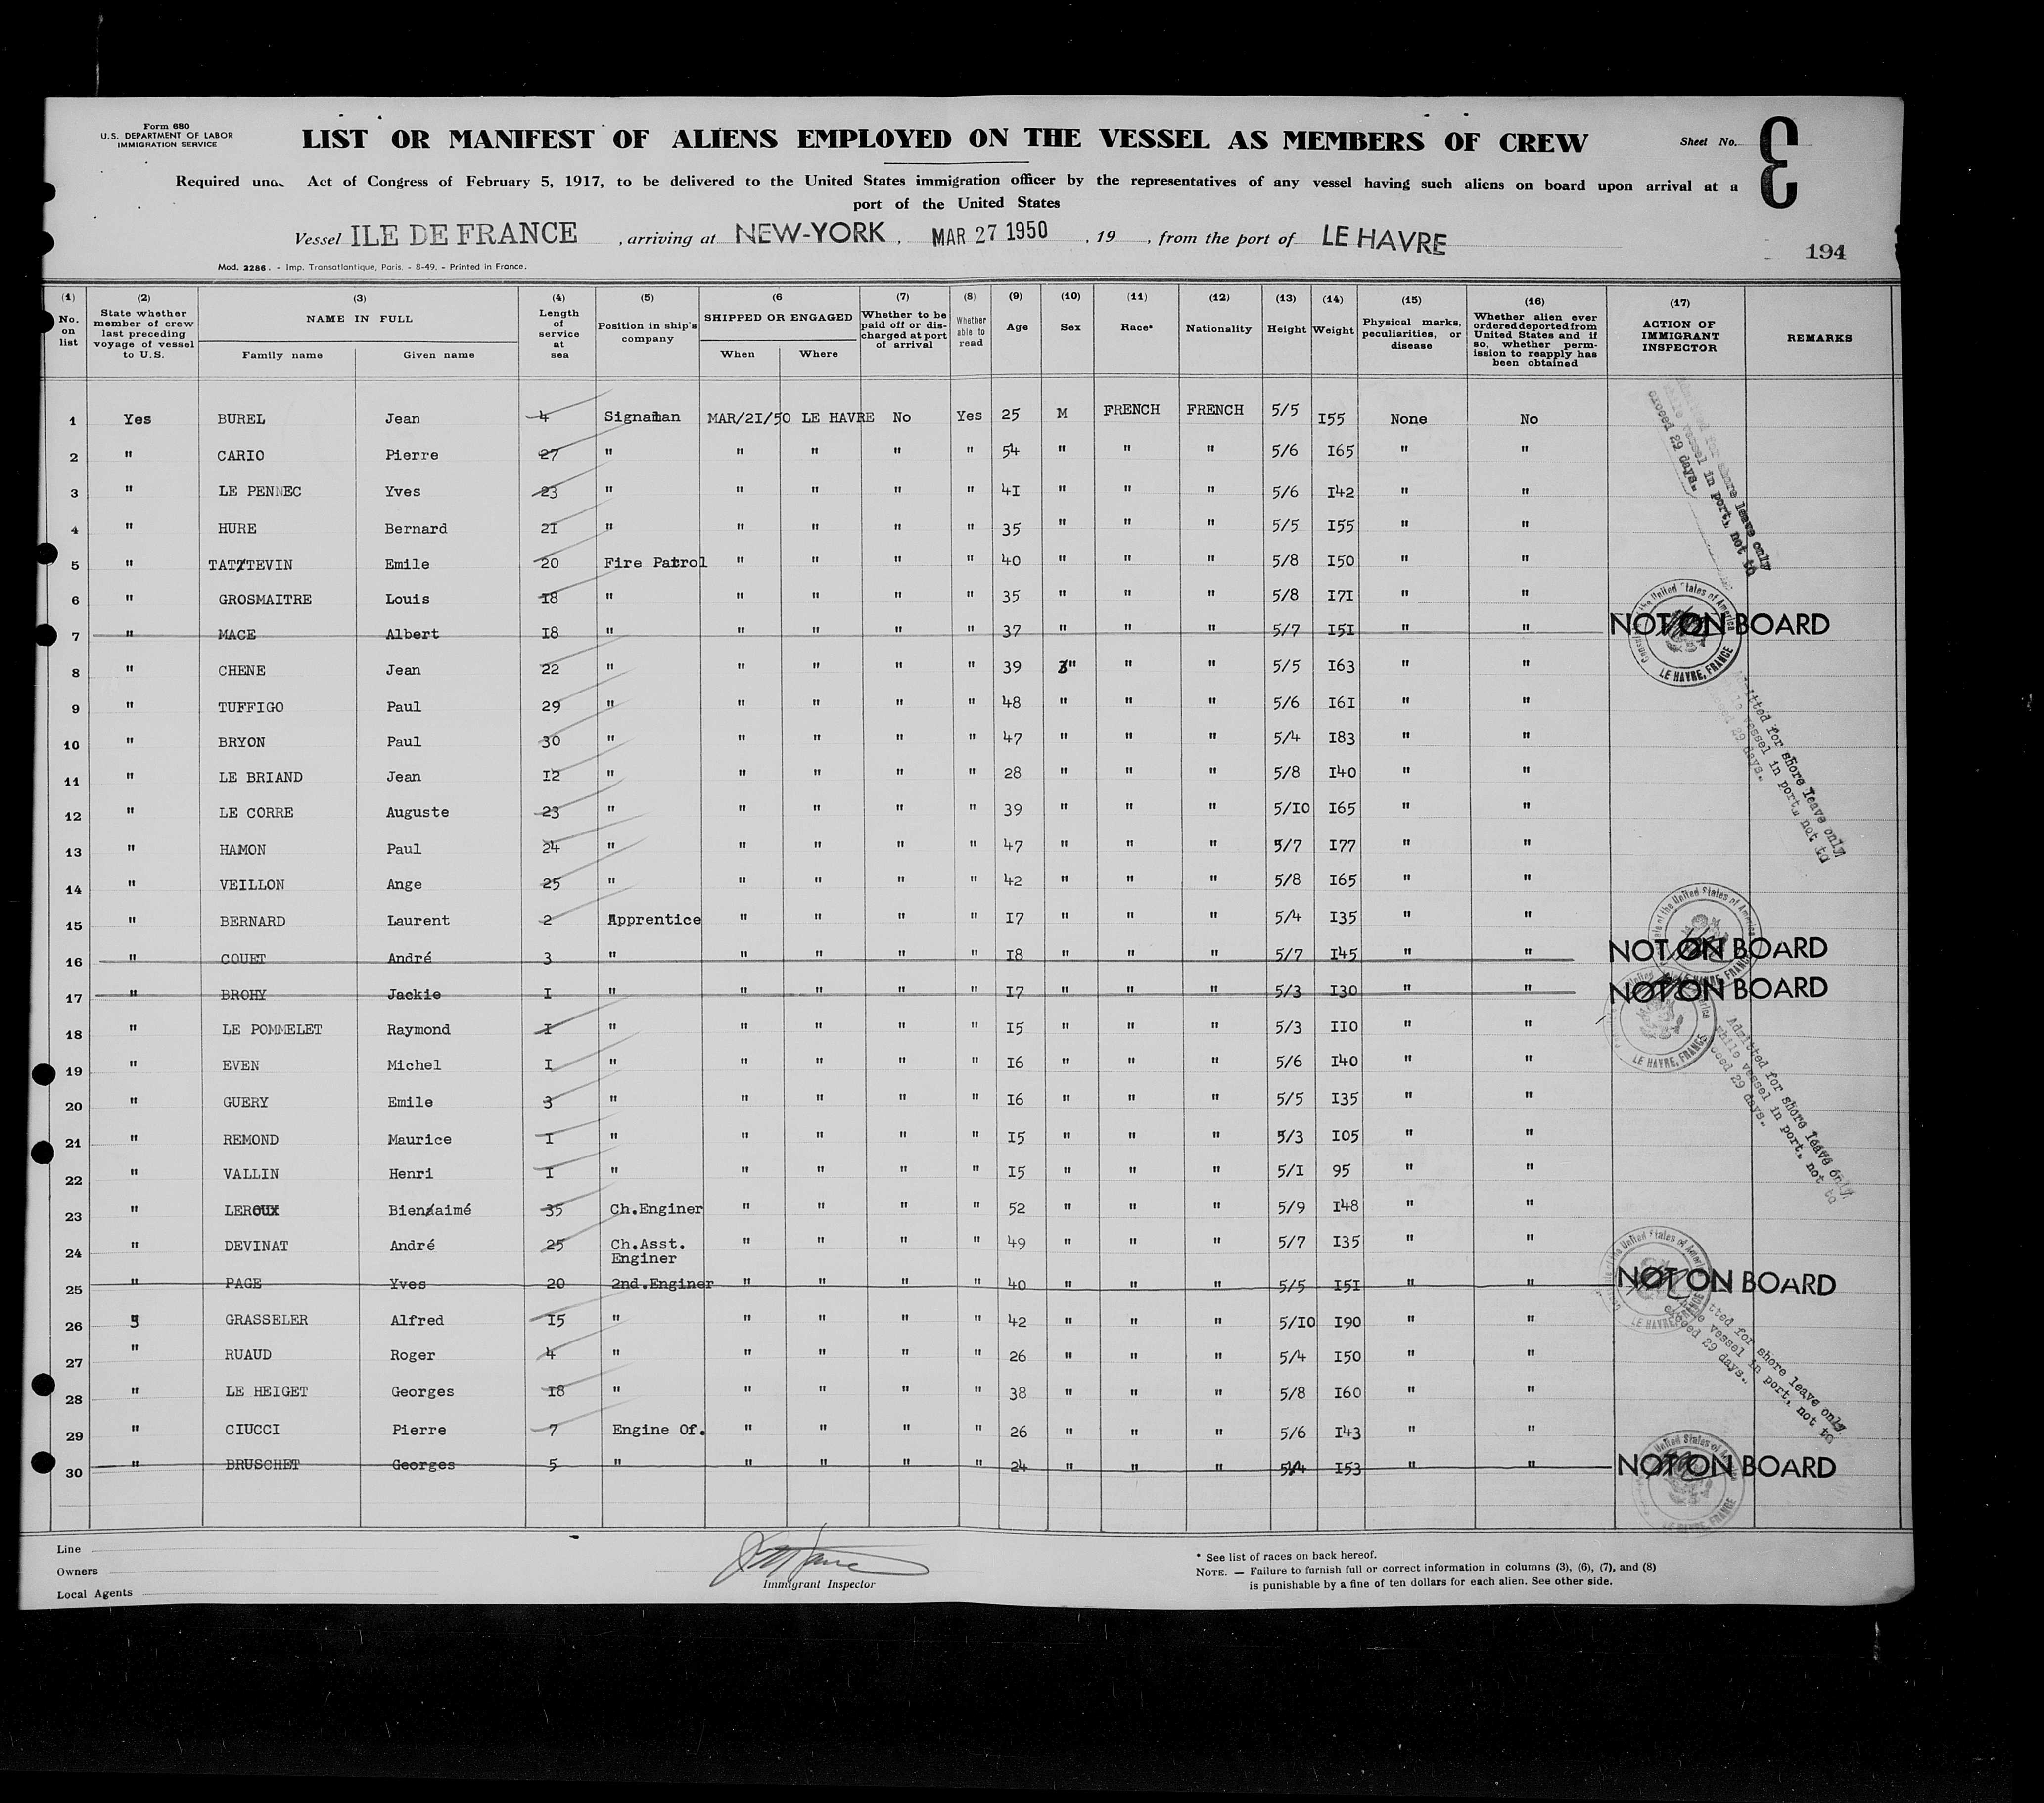 Form 680
U.S. DEPARTMENT OF LABOR
IMMIGRATION SERVICE
LIST OR MANIFEST OF ALIENS EMPLOYED ON THE VESSEL AS MEMBERS OF CREW
Sheet No. 3
Required Act of Congress of February 5, 1917, to be delivered to the United States immigration officer by the representatives of any vessel having such aliens on board upon arrival at a
port of the United States
Vessel ILE DE FRANCE , arriving at NEW-YORK , MAR 27 1950 , 19 , from the port of LE HAVRE
194
Mod. 2286. - Imp. Transatlantique, Paris. - 8-49. - Printed in France.
(1) No. on list (2) State whether member of crew last preceding voyage of vessel to U.S. (3) NAME IN FULL Family name Given name (4) Length of service at sea (5) Position in ship's company (6 SHIPPED OR ENGAGED When Where (7) Whether to be paid off or discharged at port of arrival (8) Whether able to read (9) Age (10) Sex (11) Race* (12) Nationality (13) Height (14) Weight (15) Physical marks, peculiarities, or disease (16) Whether alien ever ordered deported from United States and if so, whether permission to reapply has been obtained (17) ACTION OF IMMIGRANT INSPECTOR REMARKS
1 Yes BUREL Jean 4 Signalman MAR/21/50 LE HAVRE No Yes 25 M FRENCH FRENCH 5/5 155 None No
2 " CARIO Pierre 27 " " " " " 54 " " " 5/6 165 " "
3 " LE PENNEC Yves 23 " " " " " 41 " " " 5/6 142 " "
4 " HURE Bernard 21 " " " " " 35 " " " 5/5 155 " "
5 " TATTEVIN Emile 20 Fire Patrol " " " " 40 " " " 5/8 150 " "
6 " GROSMAITRE Louis 18 " " " " " 35 " " " 5/8 171 " "
7 " MACE Albert 18 " " " " " 37 " " " 5/7 151 " " NOT ON BOARD
8 " CHENE Jean 22 " " " " " 39 " " " 5/5 163 " "
9 " TUFFIGO Paul 29 " " " " " 48 " " " 5/6 161 " "
10 " BRYON Paul 30 " " " " " 47 " " " 5/4 183 " "
11 " LE BRIAND Jean 12 " " " " " 28 " " " 5/8 140 " "
12 " LE CORRE Auguste 23 " " " " " 39 " " " 5/10 165 " "
13 " HAMON Paul 24 " " " " " 47 " " " 5/7 177 " "
14 " VEILLON Ange 25 " " " " " 42 " " " 5/8 165 " "
15 " BERNARD Laurent 2 Apprentice " " " " 17 " " " 5/4 135 " "
16 " COUET André 3 " " " " " 18 " " " 5/7 145 " " NOT ON BOARD
17 " BROHY Jackie 1 " " " " " 17 " " " 5/3 130 " " NOT ON BOARD
18 " LE POMMELET Raymond 1 " " " " " 15 " " " 5/3 110 " "
19 " EVEN Michel 1 " " " " " 16 " " " 5/6 140 " "
20 " GUERY Emile 3 " " " " " 16 " " " 5/5 135 " "
21 " REMOND Maurice 1 " " " " " 15 " " " 5/3 105 " "
22 " VALLIN Henri 1 " " " " " 15 " " " 5/1 95 " "
23 " LEROUX Bienaimé 35 Ch.Enginer " " " " 52 " " " 5/9 148 " "
24 " DEVINAT André 25 Ch.Asst. Enginer " " " " 49 " " " 5/7 135 " "
25 " PAGE Yves 20 2nd.Enginer " " " " 40 " " " 5/5 151 " " NOT ON BOARD
26 " GRASSELER Alfred 15 " " " " " 42 " " " 5/10 190 " "
27 " RUAUD Roger 4 " " " " " 26 " " " 5/4 150 " "
28 " LE HEIGET Georges 18 " " " " " 38 " " " 5/8 160 " "
29 " CIUCCI Pierre 7 Engine Of. " " " " 26 " " " 5/6 143 " "
30 " BRUSCHET Georges 5 " " " " " 24 " " " 5/4 153 " " NOT ON BOARD
Admitted for shore leave only
while vessel in port, not to
exceed 29 days.
LE HAVRE, FRANCE
Line
Owners
Local Agents
Immigrant Inspector
* See list of races on back hereof.
NOTE. — Failure to furnish full or correct information in columns (3), (6), (7), and (8)
is punishable by a fine of ten dollars for each alien. See other side.